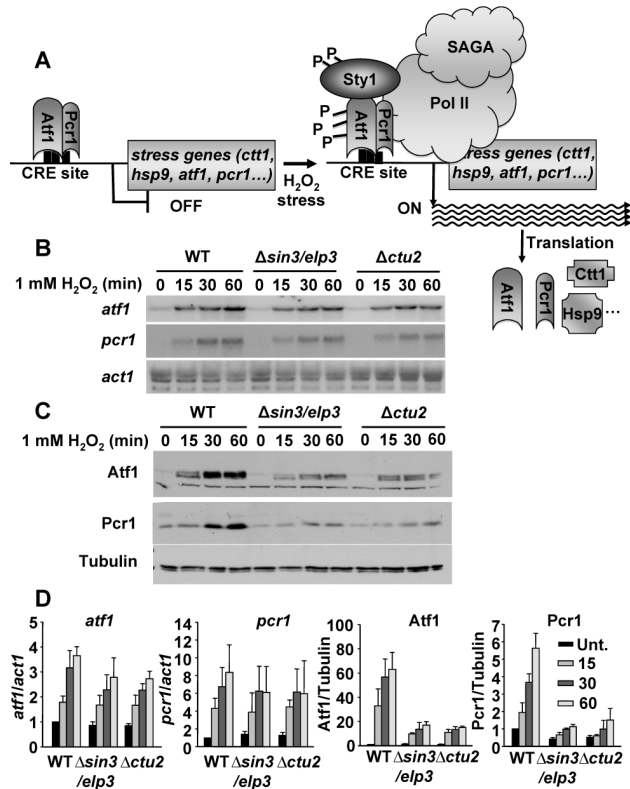 A
SAGA
P
P
Sty1
Pol II
P
P
P
Atf1
Pcr1
Atf1
Pcr1
stress genes (ctt1,
hsp9, atf1, pcr1...)
CRE site
OFF
H2O2
stress
stress genes (ctt1,
hsp9, atf1, pcr1...)
CRE site
ON
Translation
Atf1
Pcr1
Ctt1
Hsp9 ...
B
WT Δsin3/elp3 Δctu2
1 mM H2O2 (min) 0 15 30 60 0 15 30 60 0 15 30 60
atf1
pcr1
act1
C
WT Δsin3/elp3 Δctu2
1 mM H2O2 (min) 0 15 30 60 0 15 30 60 0 15 30 60
Atf1
Pcr1
Tubulin
D
atf1
atf1/act1
5
4
3
2
1
0
WT Δsin3 Δctu2
/elp3
pcr1
pcr1/act1
14
12
10
8
6
4
2
0
WT Δsin3 Δctu2
/elp3
Atf1
Atf1/Tubulin
100
80
60
40
20
0
WT Δsin3 Δctu2
/elp3
Pcr1
Pcr1/Tubulin
7
6
5
4
3
2
1
0
WT Δsin3 Δctu2
/elp3
Unt.
15
30
60